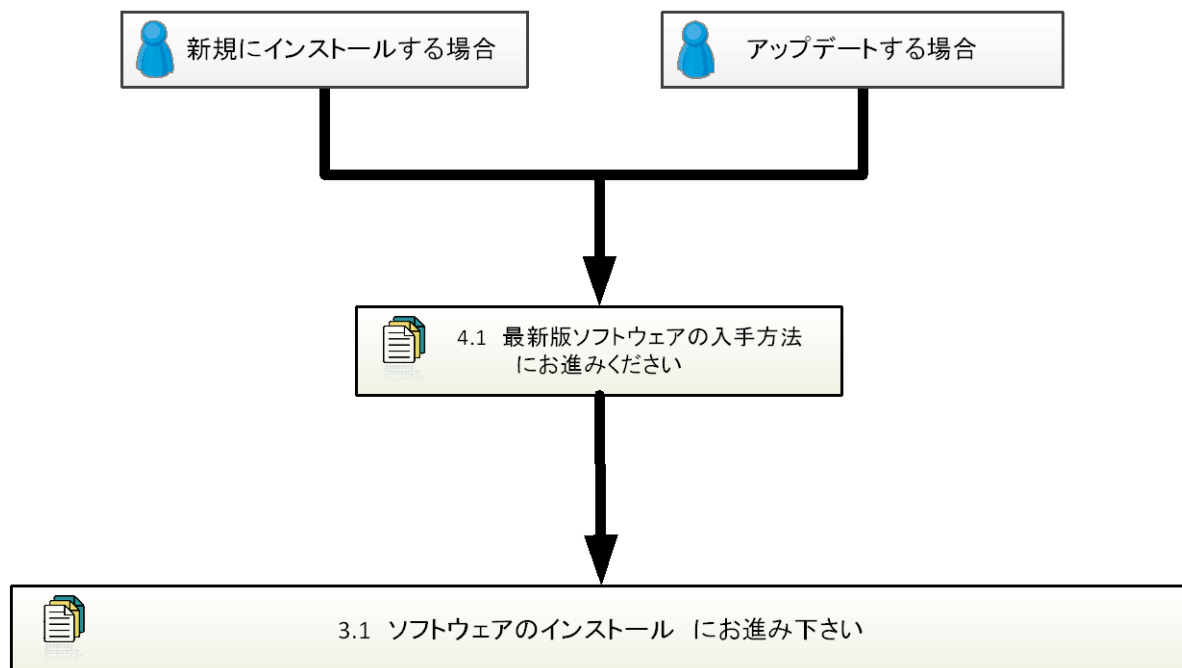 新規にインストールする場合
アップデートする場合
4.1 最新版ソフトウェアの入手方法
にお進みください
3.1 ソフトウェアのインストール にお進み下さい